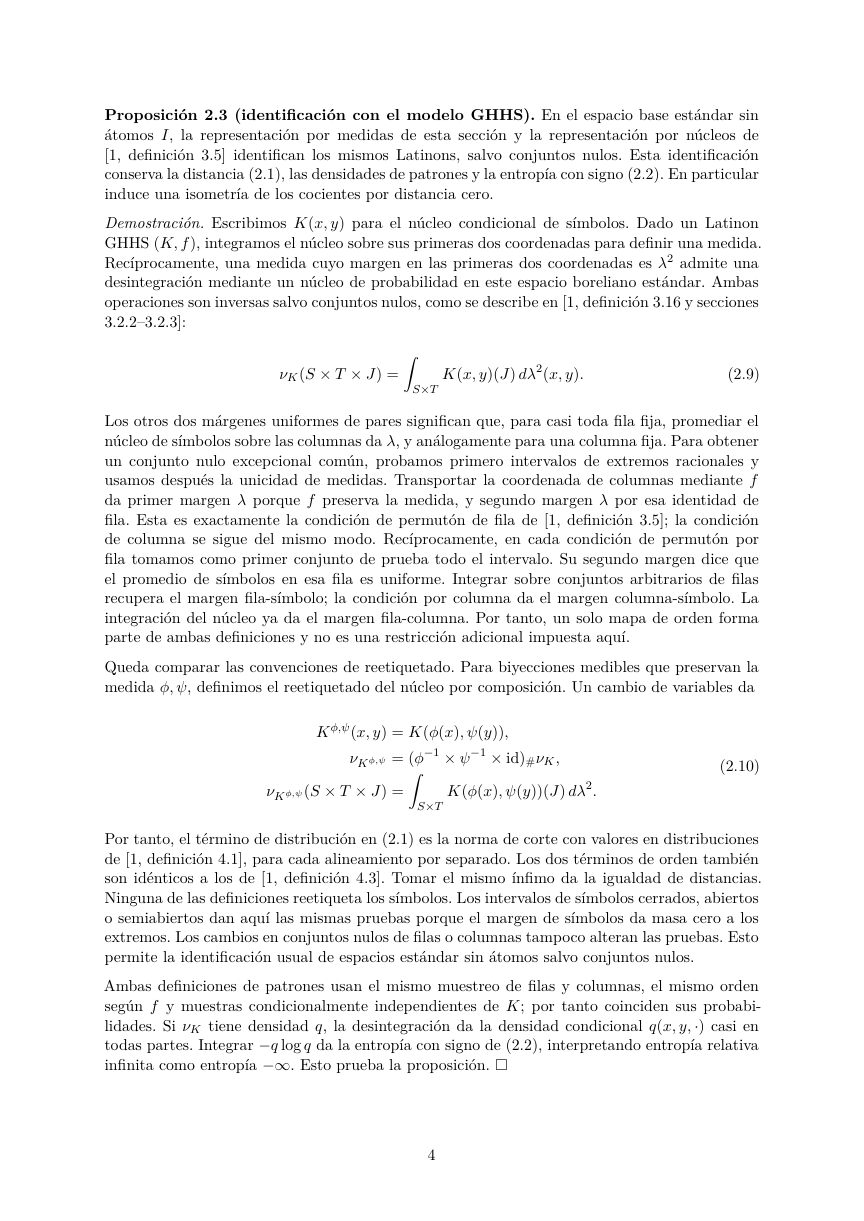 Proposición 2.3 (identificación con el modelo GHHS). En el espacio base estándar sin
átomos I, la representación por medidas de esta sección y la representación por núcleos de
[1, definición 3.5] identifican los mismos Latinons, salvo conjuntos nulos. Esta identificación
conserva la distancia (2.1), las densidades de patrones y la entropía con signo (2.2). En particular
induce una isometría de los cocientes por distancia cero.
Demostración. Escribimos K(x, y) para el núcleo condicional de símbolos. Dado un Latinon
GHHS (K, f), integramos el núcleo sobre sus primeras dos coordenadas para definir una medida.
Recíprocamente, una medida cuyo margen en las primeras dos coordenadas es λ² admite una
desintegración mediante un núcleo de probabilidad en este espacio boreliano estándar. Ambas
operaciones son inversas salvo conjuntos nulos, como se describe en [1, definición 3.16 y secciones
3.2.2–3.2.3]:
ν_K(S × T × J) = ∫_{S×T} K(x, y)(J) dλ²(x, y). (2.9)
Los otros dos márgenes uniformes de pares significan que, para casi toda fila fija, promediar el
núcleo de símbolos sobre las columnas da λ, y análogamente para una columna fija. Para obtener
un conjunto nulo excepcional común, probamos primero intervalos de extremos racionales y
usamos después la unicidad de medidas. Transportar la coordenada de columnas mediante f
da primer margen λ porque f preserva la medida, y segundo margen λ por esa identidad de
fila. Esta es exactamente la condición de permutón de fila de [1, definición 3.5]; la condición
de columna se sigue del mismo modo. Recíprocamente, en cada condición de permutón por
fila tomamos como primer conjunto de prueba todo el intervalo. Su segundo margen dice que
el promedio de símbolos en esa fila es uniforme. Integrar sobre conjuntos arbitrarios de filas
recupera el margen fila-símbolo; la condición por columna da el margen columna-símbolo. La
integración del núcleo ya da el margen fila-columna. Por tanto, un solo mapa de orden forma
parte de ambas definiciones y no es una restricción adicional impuesta aquí.
Queda comparar las convenciones de reetiquetado. Para biyecciones medibles que preservan la
medida ϕ, ψ, definimos el reetiquetado del núcleo por composición. Un cambio de variables da
K^{ϕ,ψ}(x, y) = K(ϕ(x), ψ(y)),
ν_{K^{ϕ,ψ}} = (ϕ⁻¹ × ψ⁻¹ × id)_# ν_K, (2.10)
ν_{K^{ϕ,ψ}}(S × T × J) = ∫_{S×T} K(ϕ(x), ψ(y))(J) dλ².
Por tanto, el término de distribución en (2.1) es la norma de corte con valores en distribuciones
de [1, definición 4.1], para cada alineamiento por separado. Los dos términos de orden también
son idénticos a los de [1, definición 4.3]. Tomar el mismo ínfimo da la igualdad de distancias.
Ninguna de las definiciones reetiqueta los símbolos. Los intervalos de símbolos cerrados, abiertos
o semiabiertos dan aquí las mismas pruebas porque el margen de símbolos da masa cero a los
extremos. Los cambios en conjuntos nulos de filas o columnas tampoco alteran las pruebas. Esto
permite la identificación usual de espacios estándar sin átomos salvo conjuntos nulos.
Ambas definiciones de patrones usan el mismo muestreo de filas y columnas, el mismo orden
según f y muestras condicionalmente independientes de K; por tanto coinciden sus probabi-
lidades. Si ν_K tiene densidad q, la desintegración da la densidad condicional q(x, y, ·) casi en
todas partes. Integrar −q log q da la entropía con signo de (2.2), interpretando entropía relativa
infinita como entropía −∞. Esto prueba la proposición. □
4